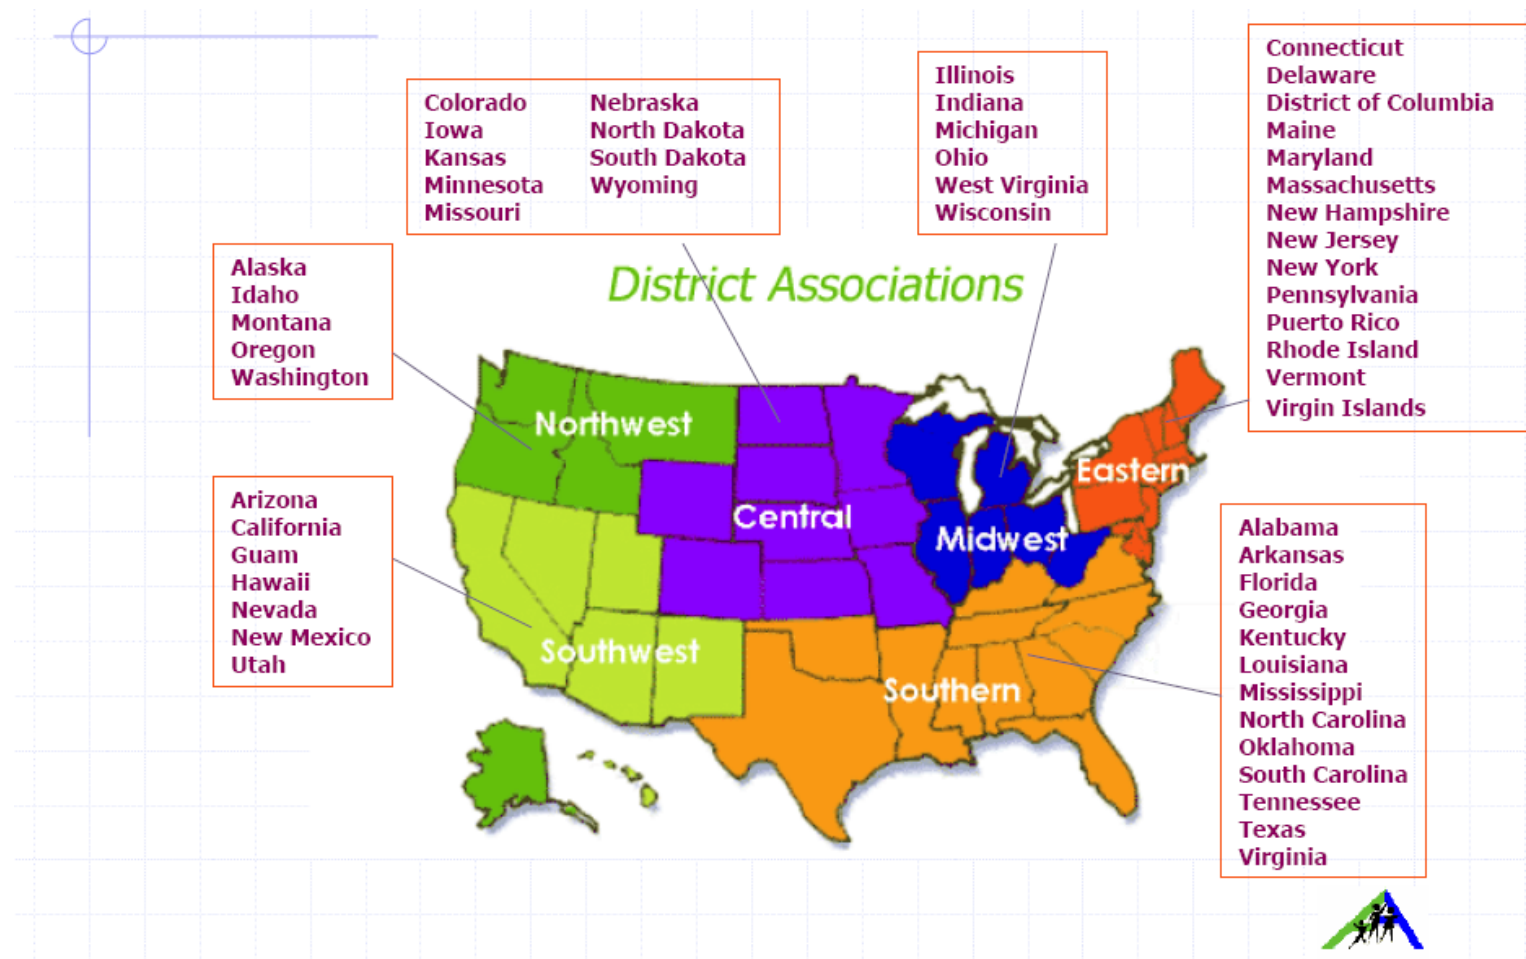 Colorado
Iowa
Kansas
Minnesota
Missouri
Nebraska
North Dakota
South Dakota
Wyoming
Illinois
Indiana
Michigan
Ohio
West Virginia
Wisconsin
Connecticut
Delaware
District of Columbia
Maine
Maryland
Massachusetts
New Hampshire
New Jersey
New York
Pennsylvania
Puerto Rico
Rhode Island
Vermont
Virgin Islands
Alaska
Idaho
Montana
Oregon
Washington
District Associations
Northwest
Central
Midwest
Eastern
Southwest
Southern
Arizona
California
Guam
Hawaii
Nevada
New Mexico
Utah
Alabama
Arkansas
Florida
Georgia
Kentucky
Louisiana
Mississippi
North Carolina
Oklahoma
South Carolina
Tennessee
Texas
Virginia